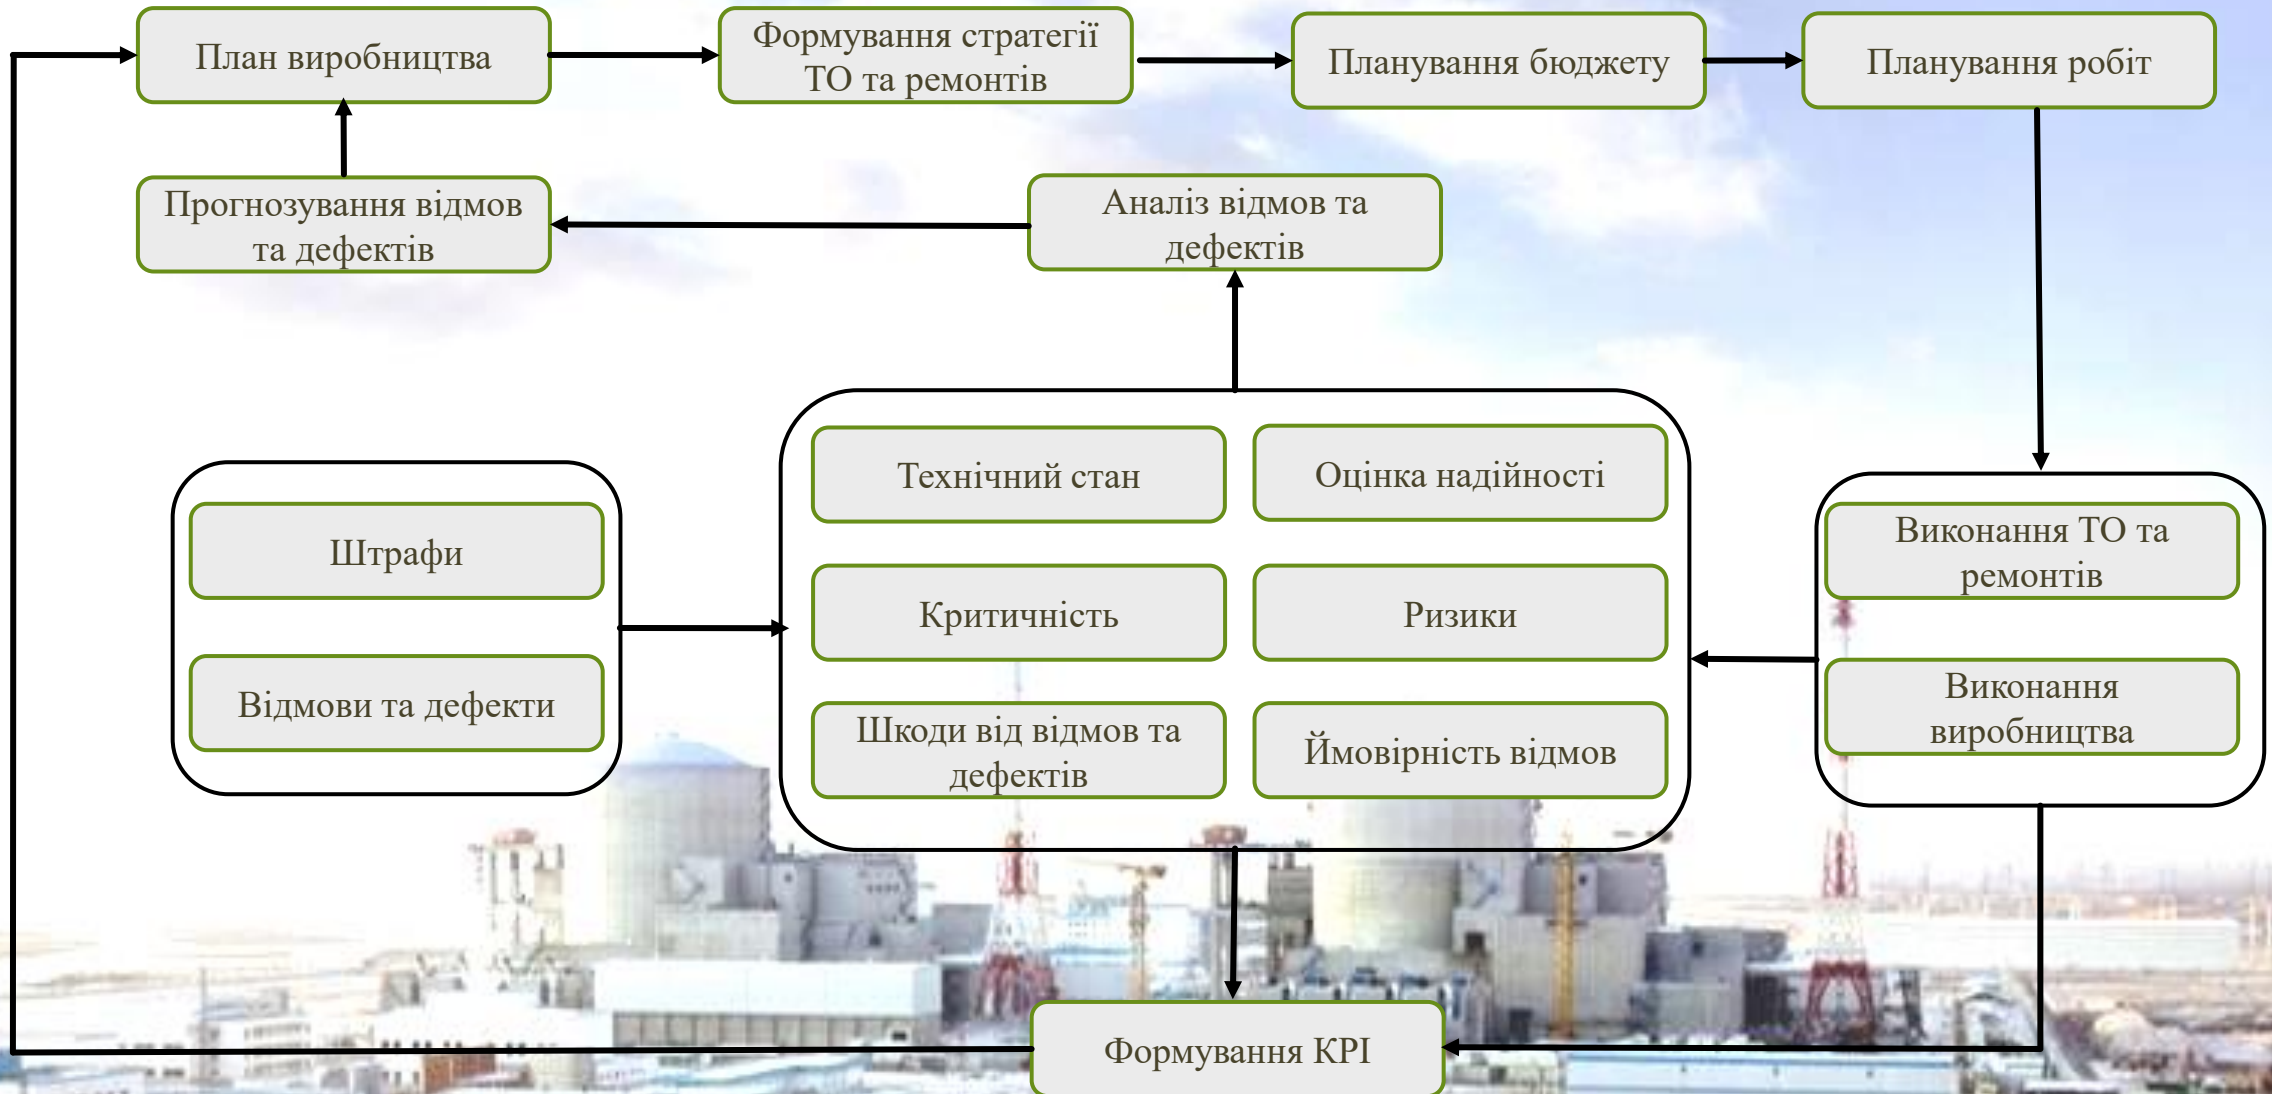 План виробництва
Формування стратегії
ТО та ремонтів
Планування бюджету
Планування робіт
Прогнозування відмов
та дефектів
Аналіз відмов та
дефектів
Штрафи
Відмови та дефекти
Технічний стан
Оцінка надійності
Критичність
Ризики
Шкоди від відмов та
дефектів
Ймовірність відмов
Виконання ТО та
ремонтів
Виконання
виробництва
Формування КРІ